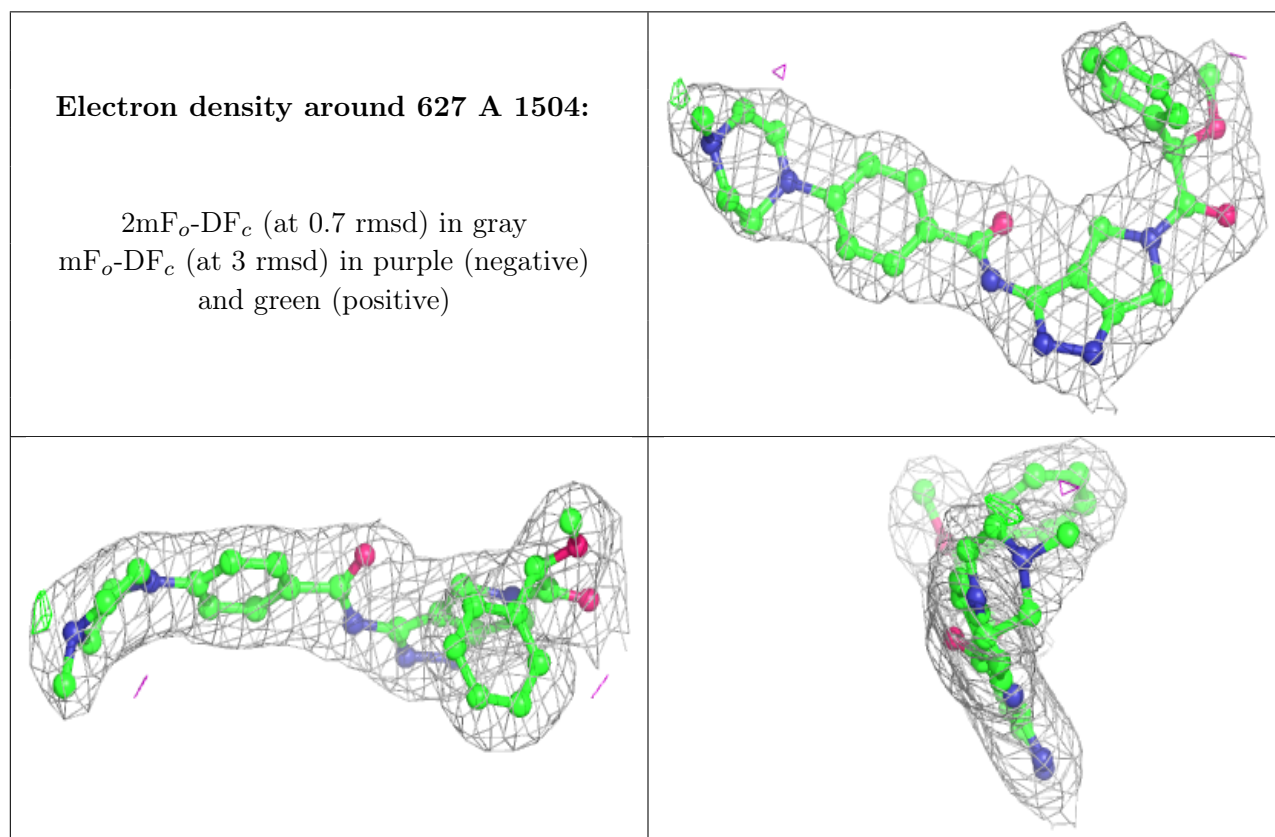 Electron density around 627 A 1504:
2mFo-DFc (at 0.7 rmsd) in gray
mFo-DFc (at 3 rmsd) in purple (negative)
and green (positive)